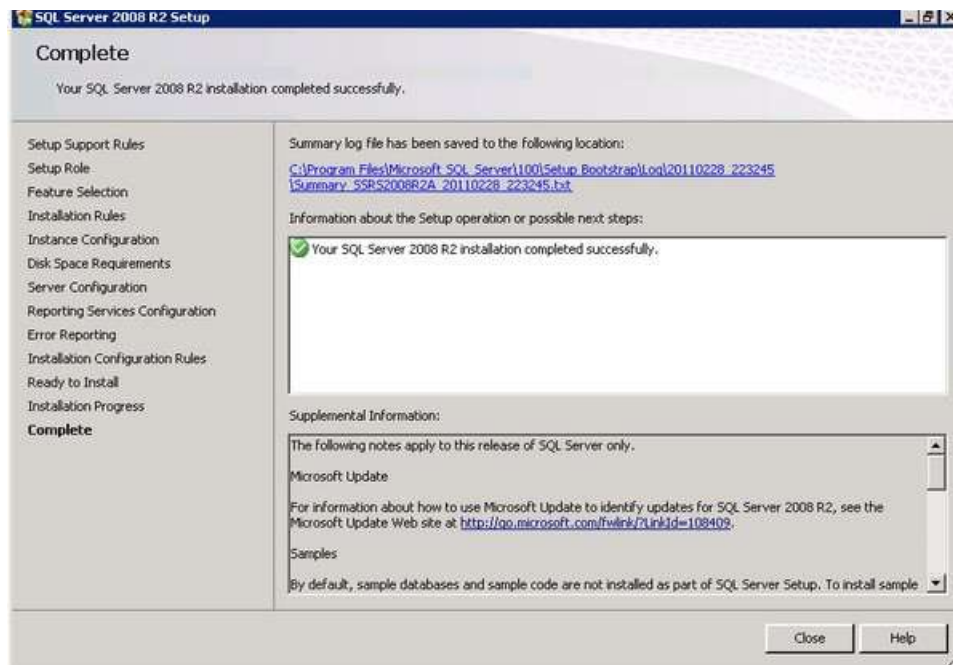 SQL Server 2008 R2 Setup
Complete
Your SQL Server 2008 R2 installation completed successfully.
Setup Support Rules
Setup Role
Feature Selection
Installation Rules
Instance Configuration
Disk Space Requirements
Server Configuration
Reporting Services Configuration
Error Reporting
Installation Configuration Rules
Ready to Install
Installation Progress
Complete
Summary log file has been saved to the following location:
C:\Program Files\Microsoft SQL Server\100\Setup Bootstrap\Log\20110228_223245
\Summary_SSRS2008R2A_20110228_223245.txt
Information about the Setup operation or possible next steps:
Your SQL Server 2008 R2 installation completed successfully.
Supplemental Information:
The following notes apply to this release of SQL Server only.
Microsoft Update
For information about how to use Microsoft Update to identify updates for SQL Server 2008 R2, see the
Microsoft Update Web site at http://go.microsoft.com/fwlink/?LinkId=108409.
Samples
By default, sample databases and sample code are not installed as part of SQL Server Setup. To install sample
Close
Help